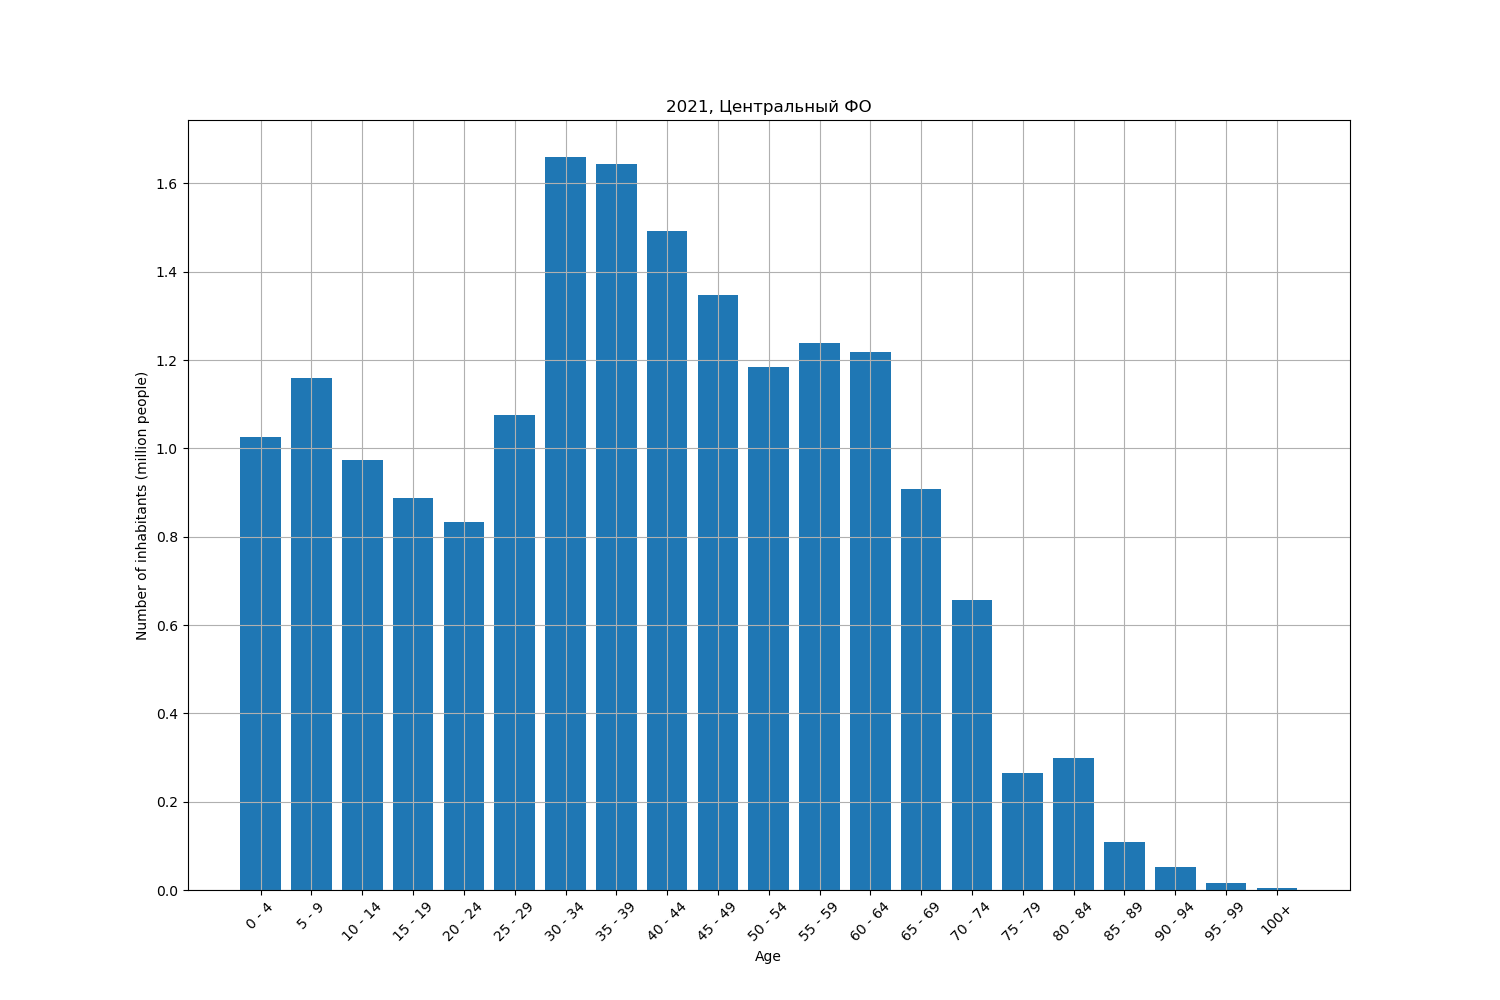 2021, Центральный ФО
Number of inhabitants (million people)
1.6
1.4
1.2
1.0
0.8
0.6
0.4
0.2
0.0
0 - 4
5 - 9
10 - 14
15 - 19
20 - 24
25 - 29
30 - 34
35 - 39
40 - 44
45 - 49
50 - 54
55 - 59
60 - 64
65 - 69
70 - 74
75 - 79
80 - 84
85 - 89
90 - 94
95 - 99
100+
Age